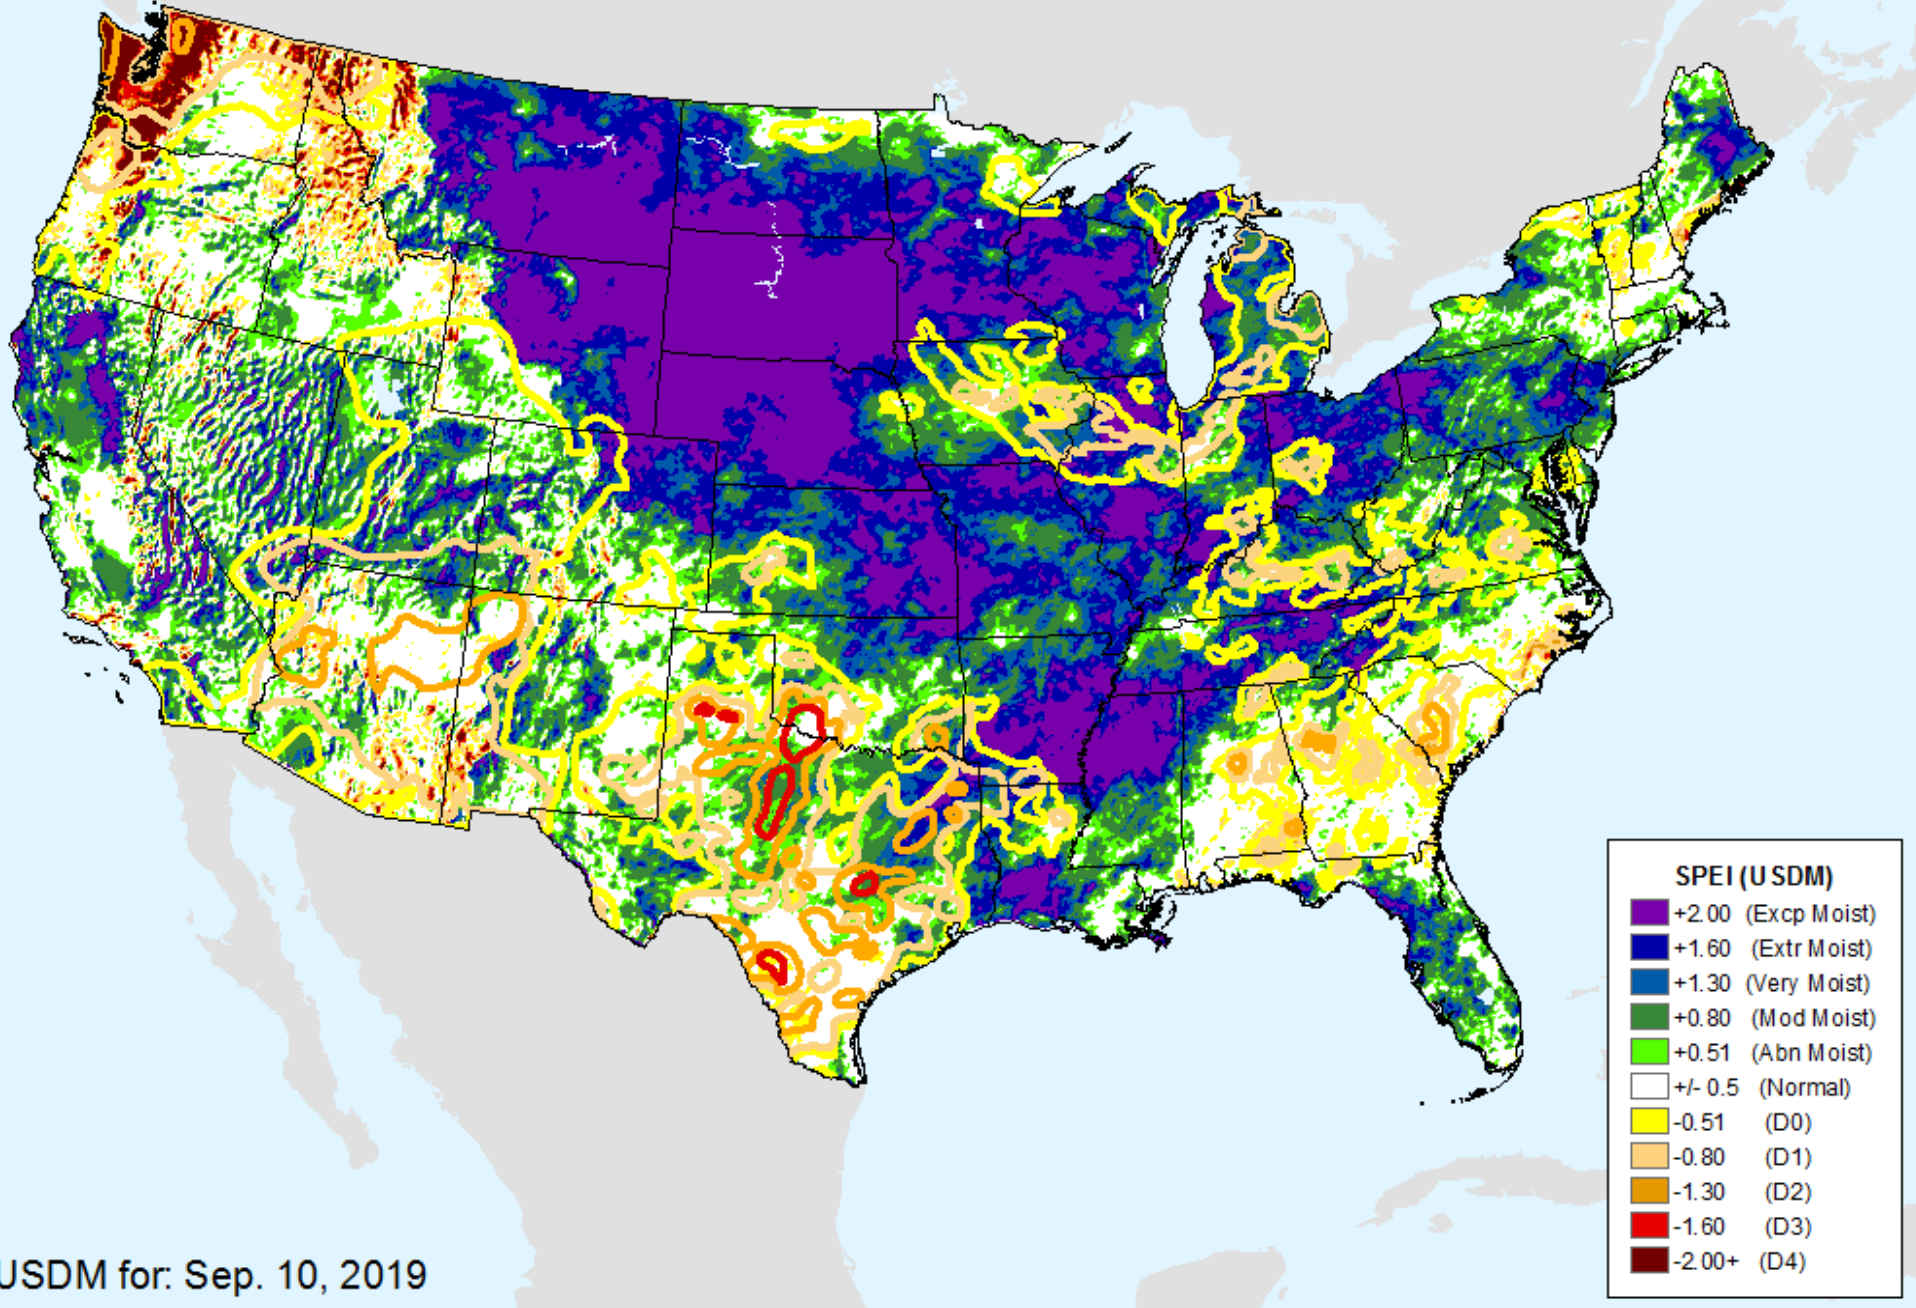 SPEI (USDM)
+2.00 (Excp Moist)
+1.60 (Extr Moist)
+1.30 (Very Moist)
+0.80 (Mod Moist)
+0.51 (Abn Moist)
+/- 0.5 (Normal)
-0.51 (D0)
-0.80 (D1)
-1.30 (D2)
-1.60 (D3)
-2.00+ (D4)
USDM for: Sep. 10, 2019